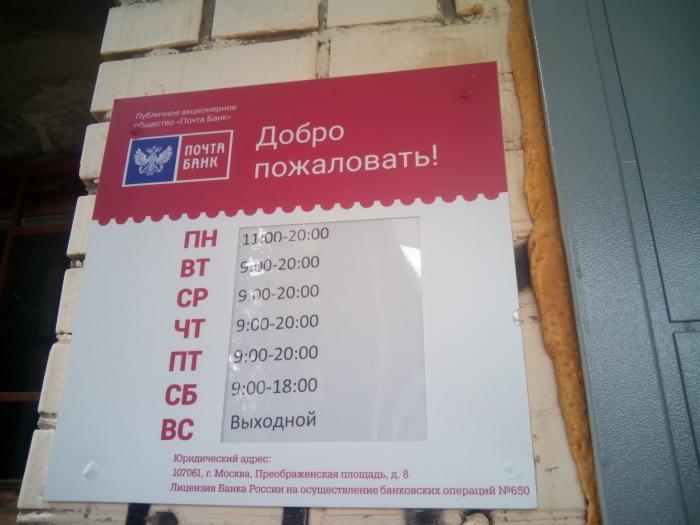 Публичное акционерное
общество «Почта Банк»
ПОЧТА
БАНК
Добро
пожаловать!
ПН 11:00-20:00
ВТ 9:00-20:00
СР 9:00-20:00
ЧТ 9:00-20:00
ПТ 9:00-20:00
СБ 9:00-18:00
ВС Выходной
Юридический адрес:
107061, г. Москва, Преображенская площадь, д. 8
Лицензия Банка России на осуществление банковских операций №650